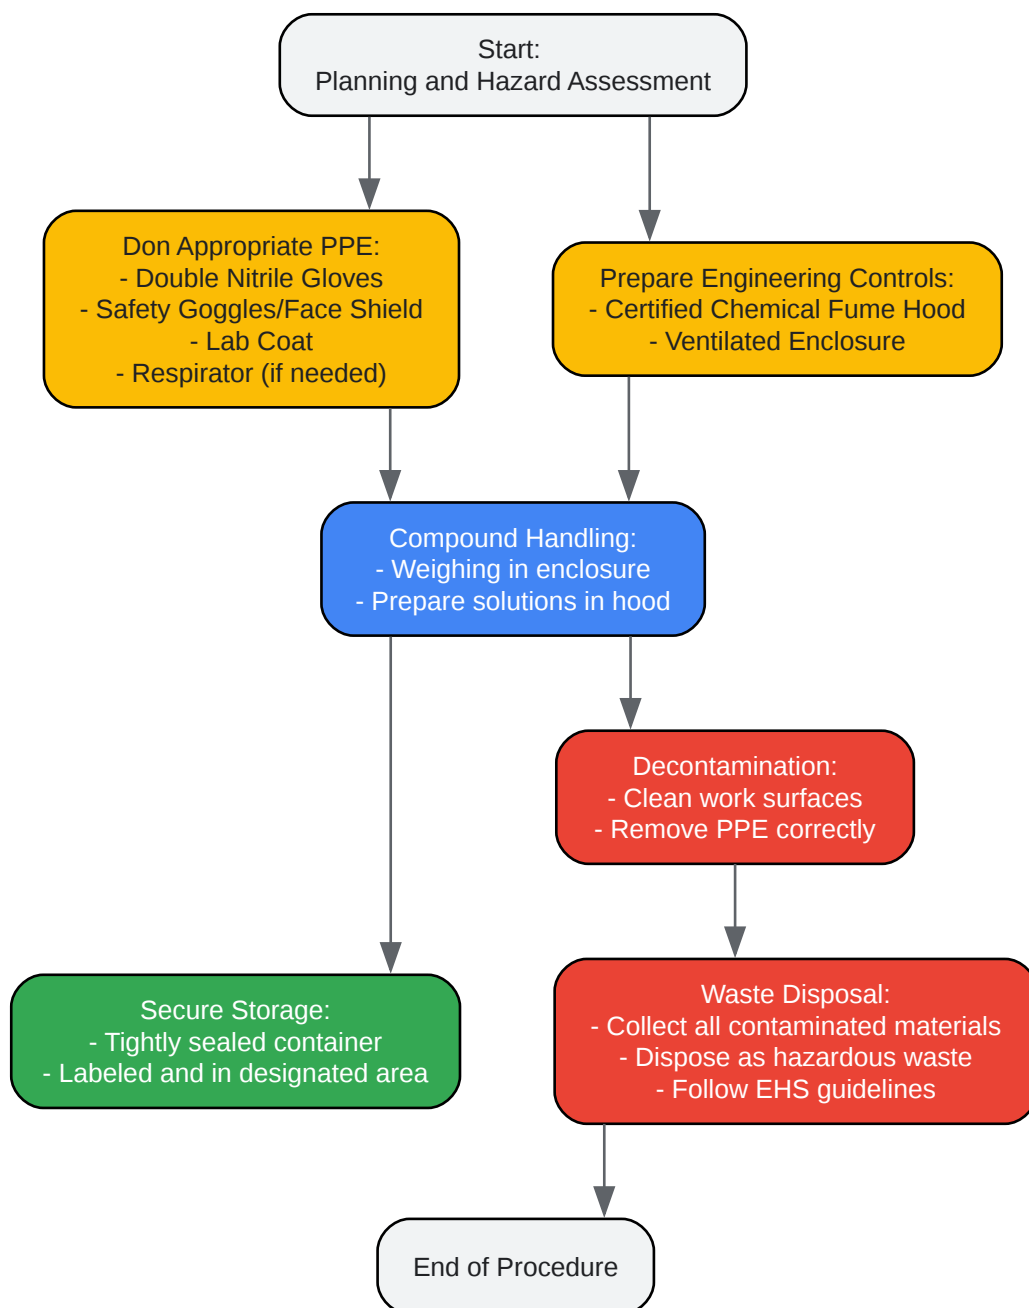 Start:
Planning and Hazard Assessment
Don Appropriate PPE:
- Double Nitrile Gloves
- Safety Goggles/Face Shield
- Lab Coat
- Respirator (if needed)
Prepare Engineering Controls:
- Certified Chemical Fume Hood
- Ventilated Enclosure
Compound Handling:
- Weighing in enclosure
- Prepare solutions in hood
Decontamination:
- Clean work surfaces
- Remove PPE correctly
Secure Storage:
- Tightly sealed container
- Labeled and in designated area
Waste Disposal:
- Collect all contaminated materials
- Dispose as hazardous waste
- Follow EHS guidelines
End of Procedure